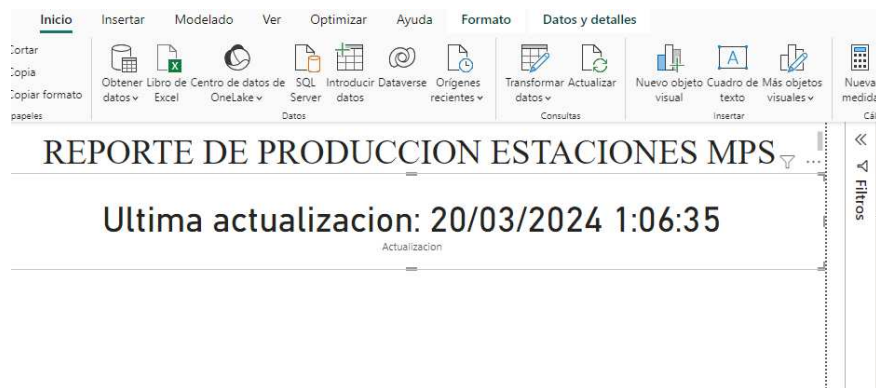 Inicio Insertar Modelado Ver Optimizar Ayuda Formato Datos y detalles
Cortar
Copia
Copiar formato
papeles
Obtener datos
Libro de Excel
Centro de datos de OneLake
SQL Server
Introducir datos
Dataverse
Orígenes recientes
Datos
Transformar datos
Actualizar
Consultas
Nuevo objeto visual
A
Cuadro de texto
Más objetos visuales
Insertar
Nueva
medida
Cál
REPORTE DE PRODUCCION ESTACIONES MPS
Ultima actualizacion: 20/03/2024 1:06:35
Actualizacion
Filtros